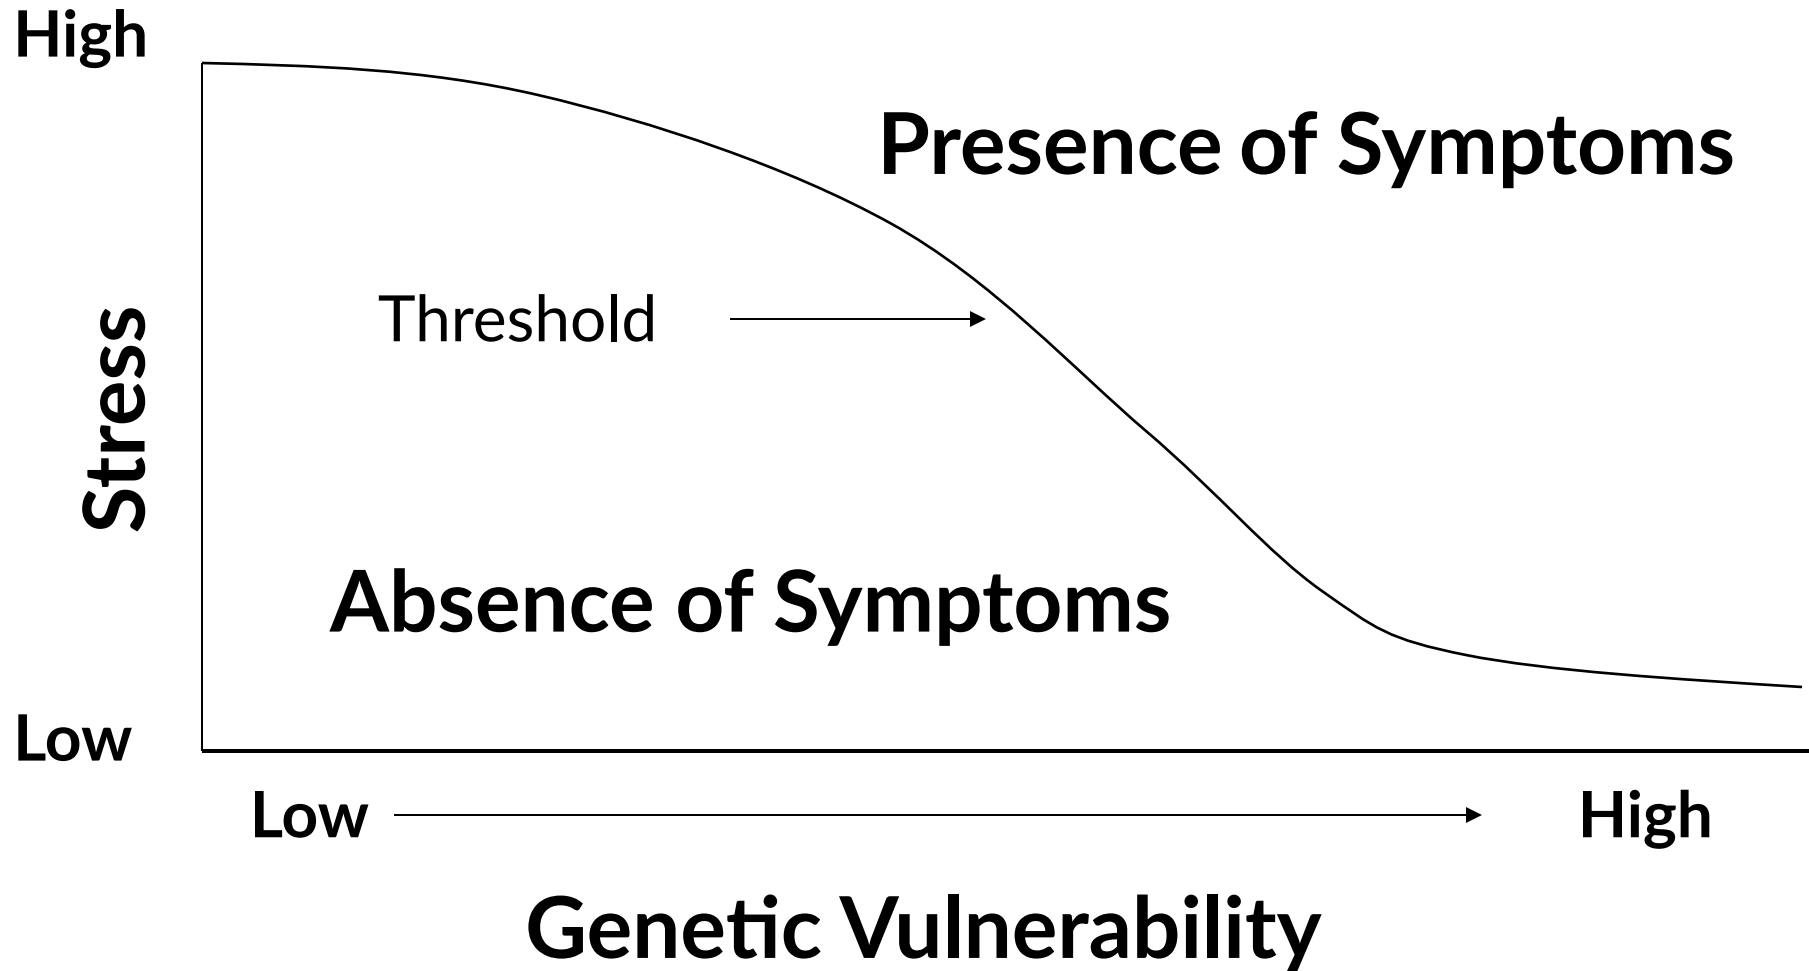 High
Presence of Symptoms
Threshold
Stress
Absence of Symptoms
Low
Low
High
Genetic Vulnerability